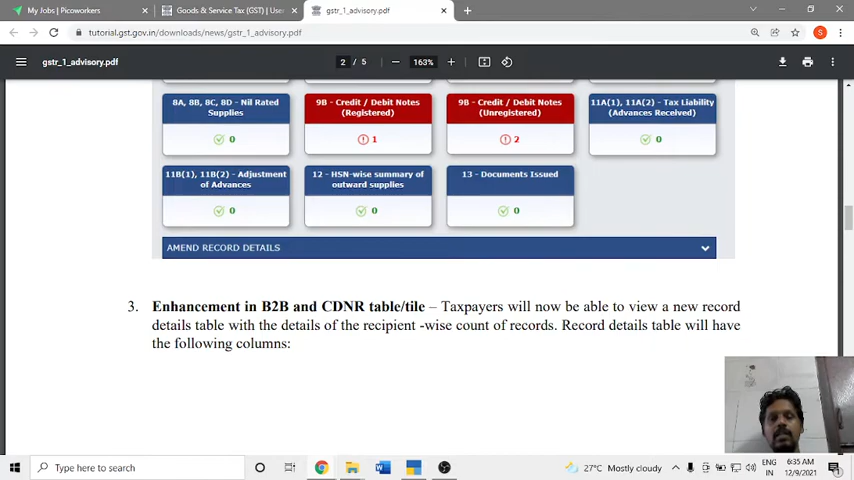 My Jobs | Picoworkers
Goods & Service Tax (GST) | User
gstr_1_advisory.pdf
tutorial.gst.gov.in/downloads/news/gstr_1_advisory.pdf
S
gstr_1_advisory.pdf
2 / 5
163%
8A, 8B, 8C, 8D - Nil Rated Supplies
0
9B - Credit / Debit Notes (Registered)
1
9B - Credit / Debit Notes (Unregistered)
2
11A(1), 11A(2) - Tax Liability (Advances Received)
0
11B(1), 11B(2) - Adjustment of Advances
0
12 - HSN-wise summary of outward supplies
0
13 - Documents Issued
0
AMEND RECORD DETAILS
3. Enhancement in B2B and CDNR table/tile – Taxpayers will now be able to view a new record
details table with the details of the recipient -wise count of records. Record details table will have
the following columns:
Type here to search
27°C Mostly cloudy
ENG
IN
6:35 AM
12/9/2021